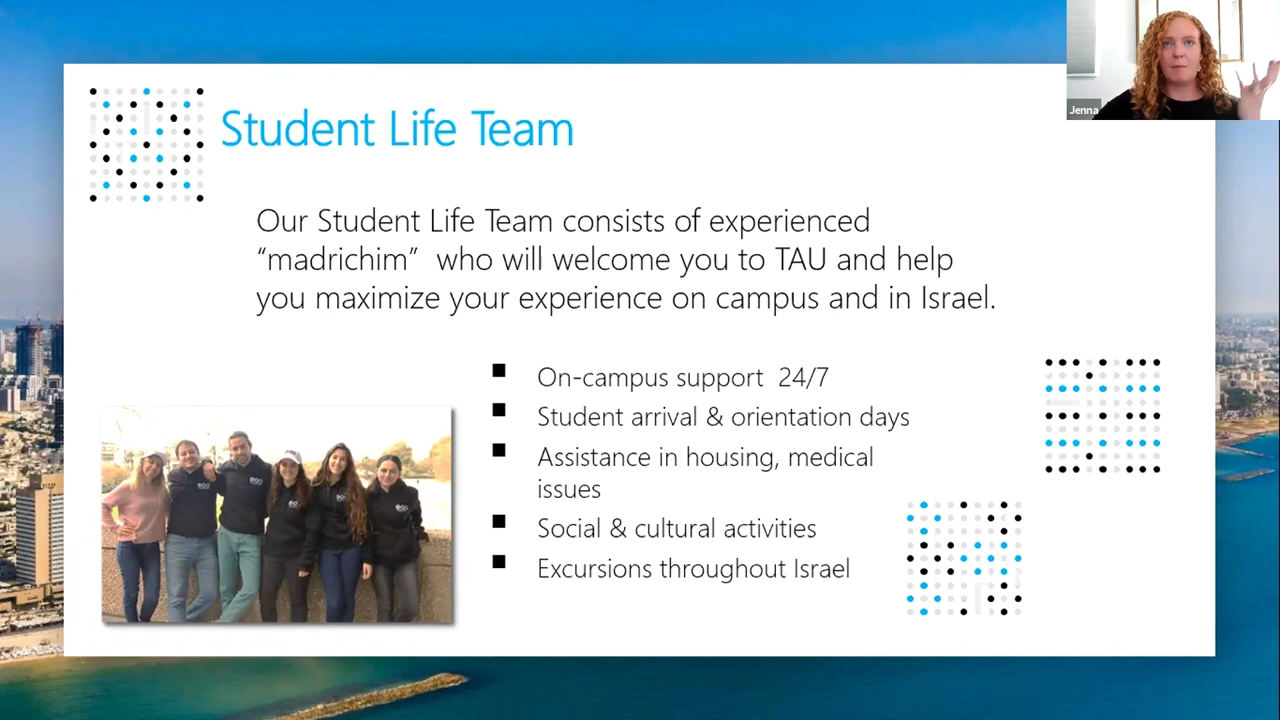 Jenna
Student Life Team
Our Student Life Team consists of experienced
“madrichim”  who will welcome you to TAU and help
you maximize your experience on campus and in Israel.
On-campus support  24/7
Student arrival & orientation days
Assistance in housing, medical
issues
Social & cultural activities
Excursions throughout Israel